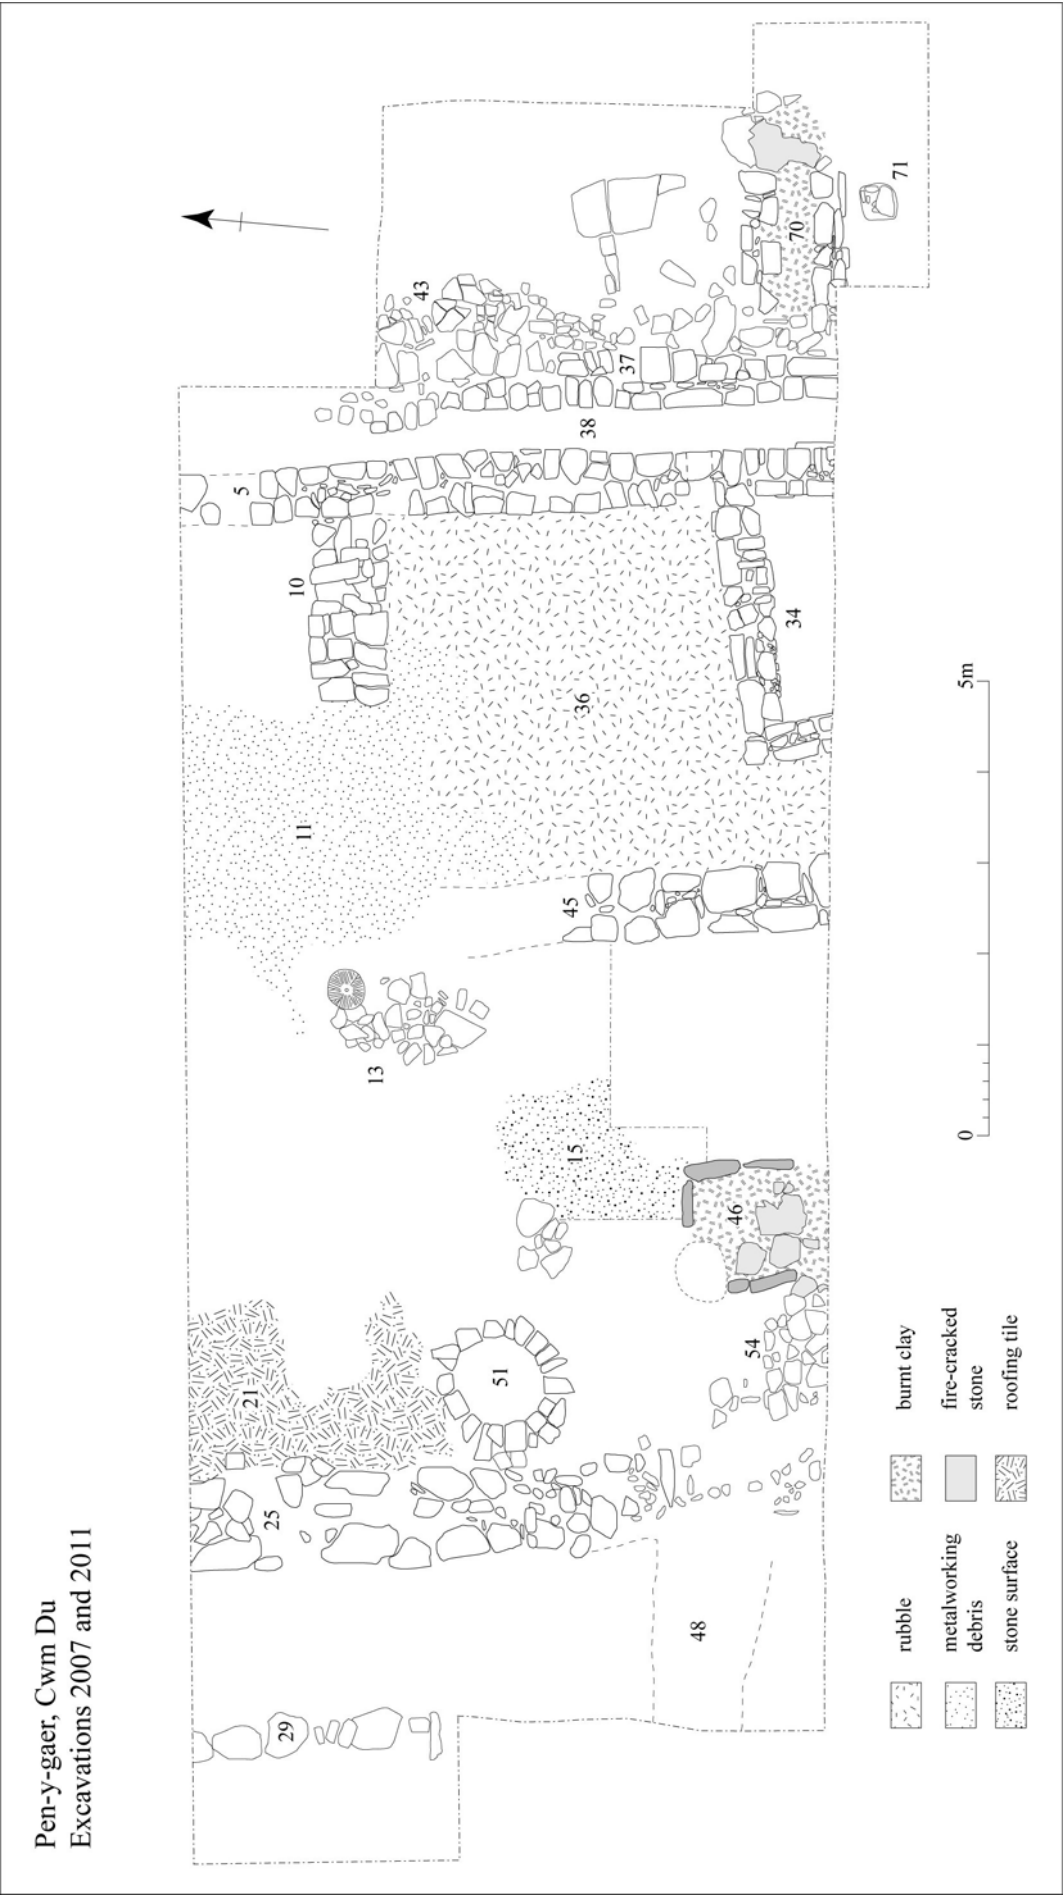 Pen-y-gaer, Cwm Du
Excavations 2007 and 2011
29
25
21
13
11
10
5
43
48
51
15
45
36
38
37
54
46
34
70
71
0
5m
rubble
metalworking
debris
stone surface
burnt clay
fire-cracked
stone
roofing tile